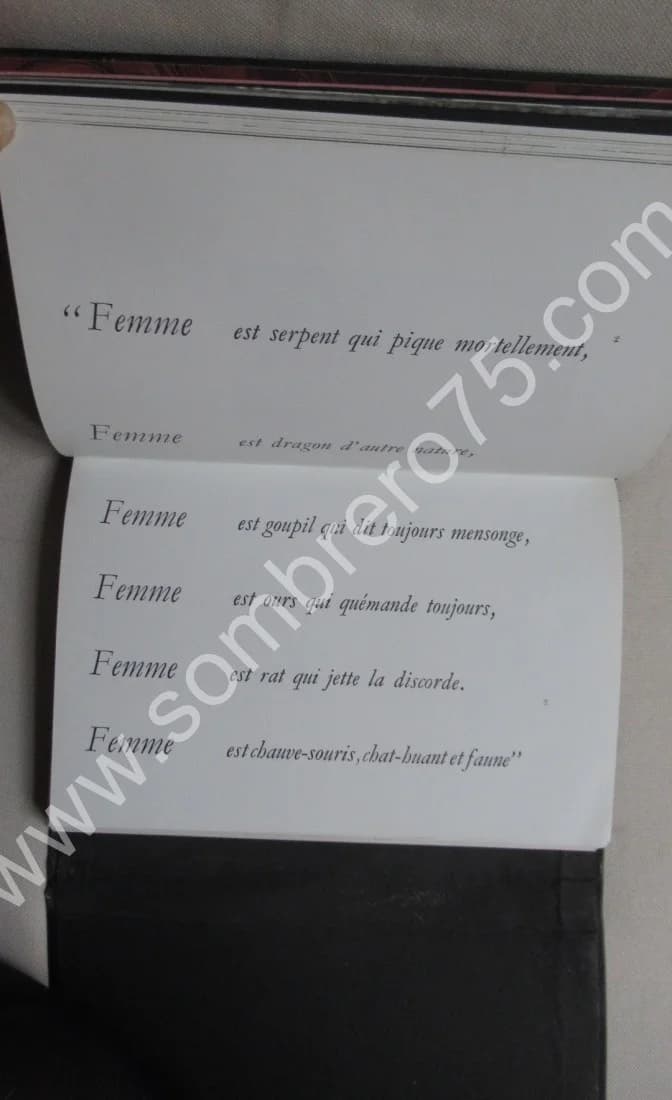 “Femme est serpent qui pique mortellement,
Femme est dragon d'autre nature,
Femme est goupil qui dit toujours mensonge,
Femme est ours qui quémande toujours,
Femme est rat qui jette la discorde.
Femme est chauve-souris, chat-huant et faune”
www.sombrero75.com